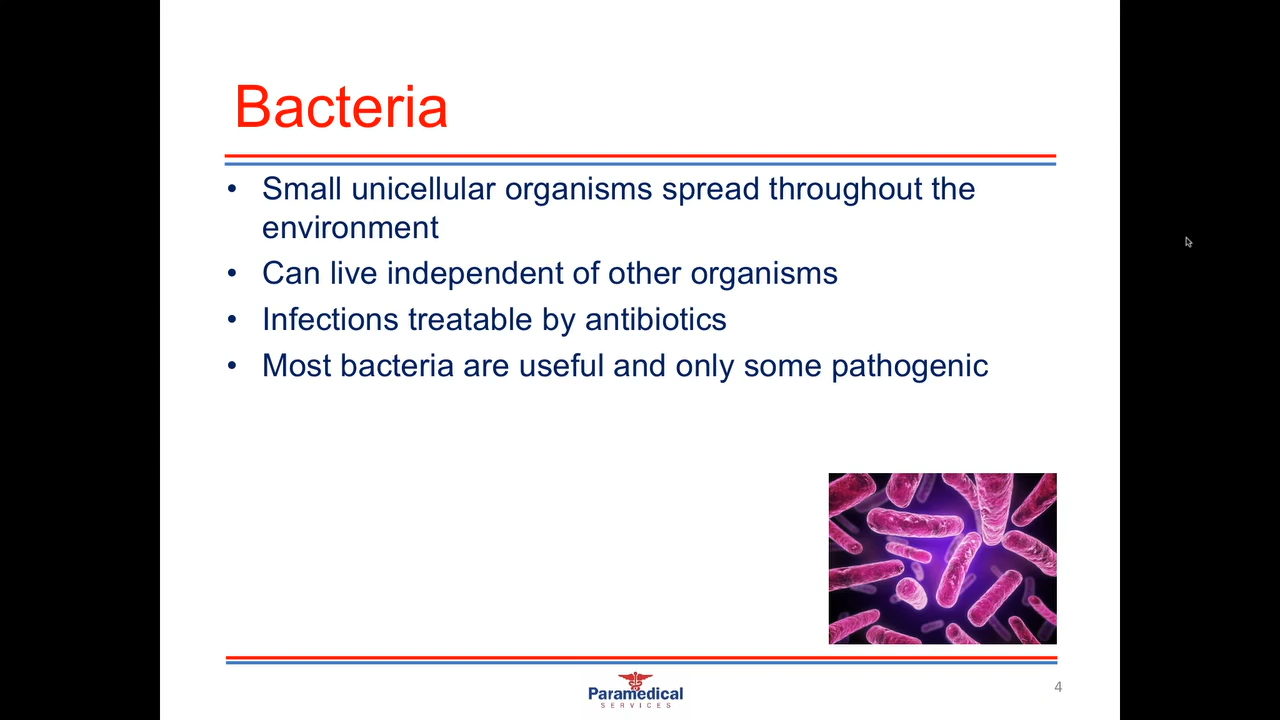 Bacteria
• Small unicellular organisms spread throughout the
environment
• Can live independent of other organisms
• Infections treatable by antibiotics
• Most bacteria are useful and only some pathogenic
Paramedical
SERVICES
4